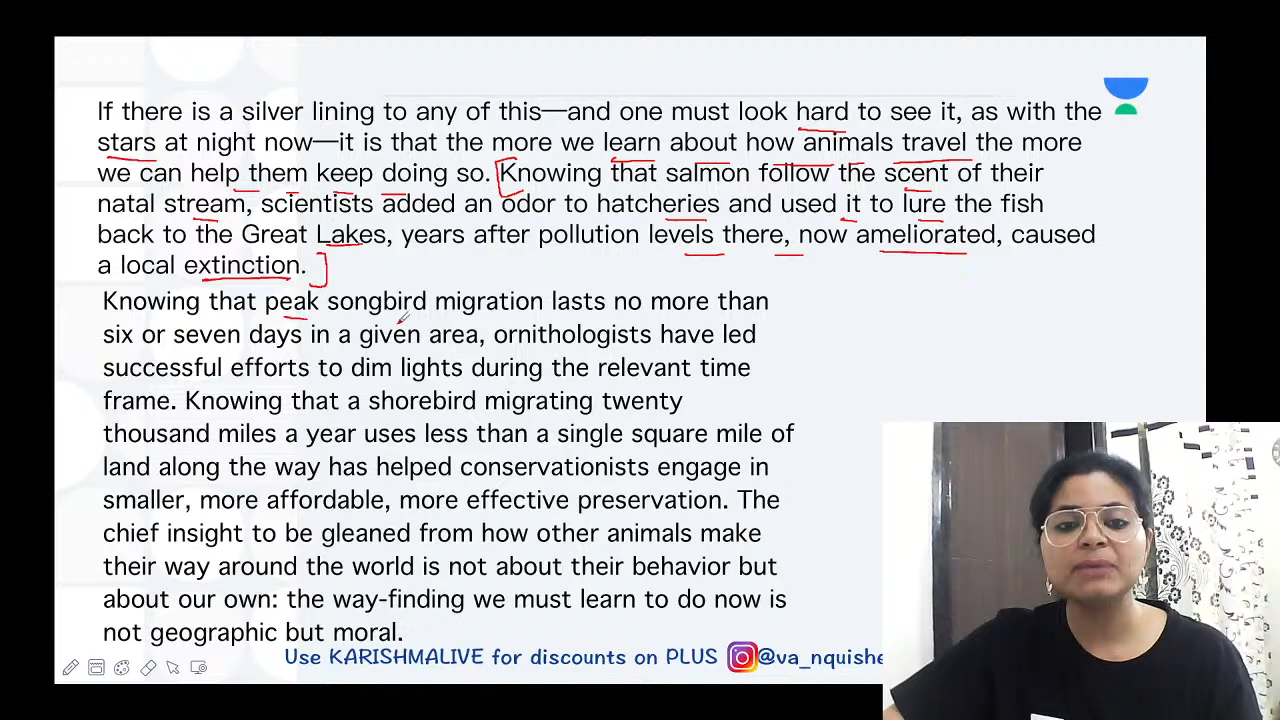 If there is a silver lining to any of this—and one must look hard to see it, as with the
stars at night now—it is that the more we learn about how animals travel the more
we can help them keep doing so. Knowing that salmon follow the scent of their
natal stream, scientists added an odor to hatcheries and used it to lure the fish
back to the Great Lakes, years after pollution levels there, now ameliorated, caused
a local extinction.
Knowing that peak songbird migration lasts no more than
six or seven days in a given area, ornithologists have led
successful efforts to dim lights during the relevant time
frame. Knowing that a shorebird migrating twenty
thousand miles a year uses less than a single square mile of
land along the way has helped conservationists engage in
smaller, more affordable, more effective preservation. The
chief insight to be gleaned from how other animals make
their way around the world is not about their behavior but
about our own: the way-finding we must learn to do now is
not geographic but moral.
Use KARISHMALIVE for discounts on PLUS @va_nquishe